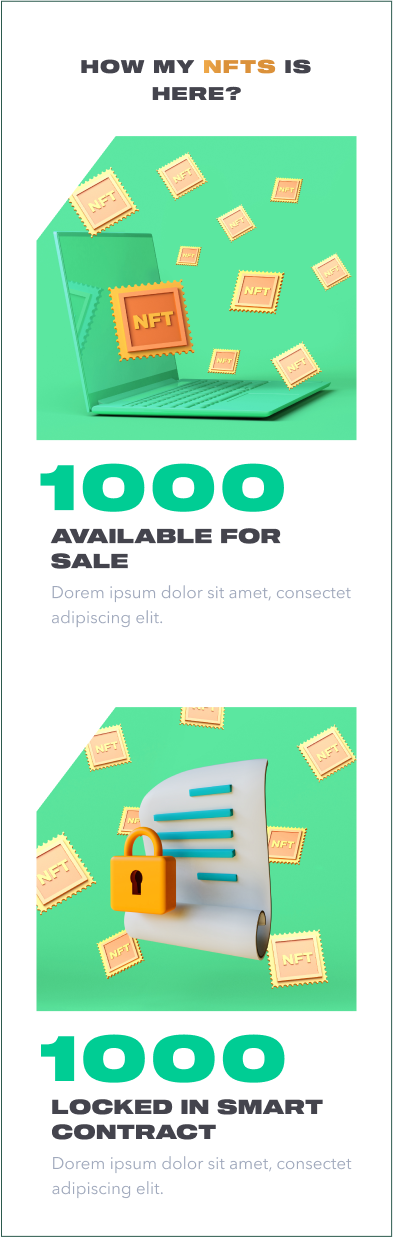 HOW MY NFTS IS
HERE?
NFT
NFT
NFT
NFT
NFT
NFT
NFT
NFT
NFT
NFT
1000
AVAILABLE FOR
SALE
Dorem ipsum dolor sit amet, consectet
adipiscing elit.
NFT
NFT
NFT
NFT
NFT
NFT
NFT
NFT
1000
LOCKED IN SMART
CONTRACT
Dorem ipsum dolor sit amet, consectet
adipiscing elit.